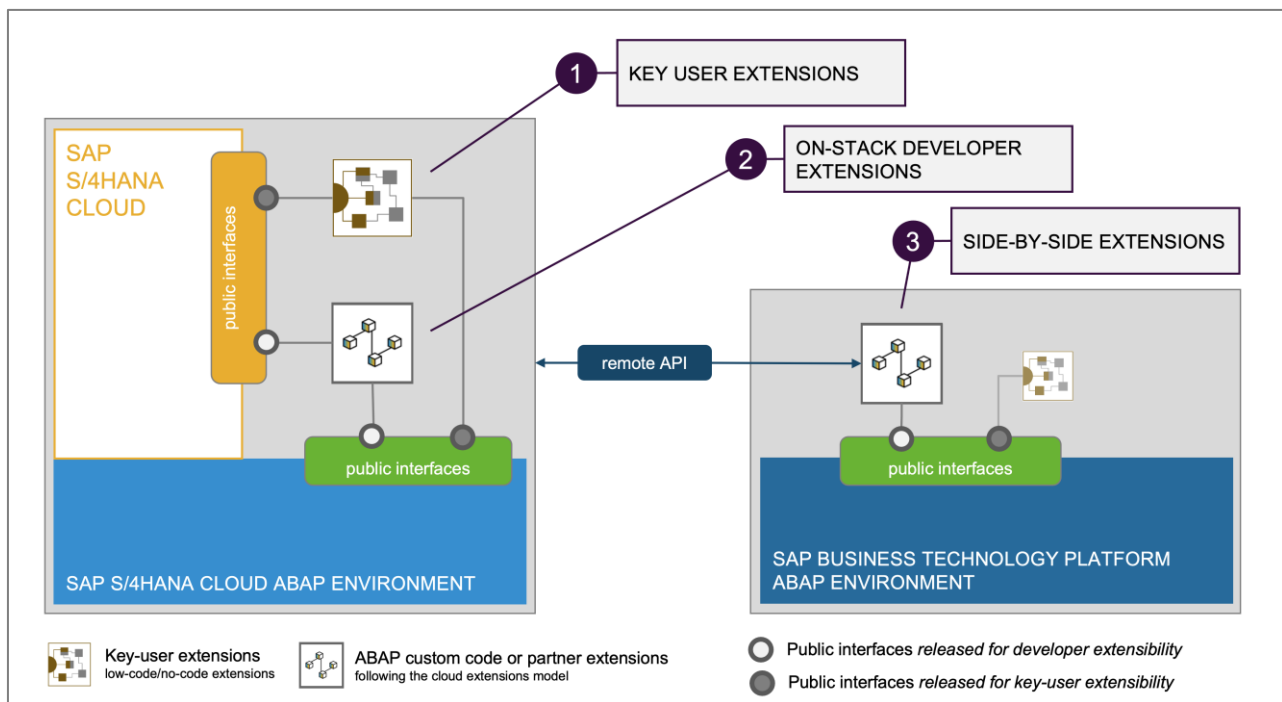 1
KEY USER EXTENSIONS
2
ON-STACK DEVELOPER
EXTENSIONS
3
SIDE-BY-SIDE EXTENSIONS
SAP
S/4HANA
CLOUD
public interfaces
remote API
public interfaces
public interfaces
SAP S/4HANA CLOUD ABAP ENVIRONMENT
SAP BUSINESS TECHNOLOGY PLATFORM
ABAP ENVIRONMENT
Key-user extensions
low-code/no-code extensions
ABAP custom code or partner extensions
following the cloud extensions model
Public interfaces released for developer extensibility
Public interfaces released for key-user extensibility